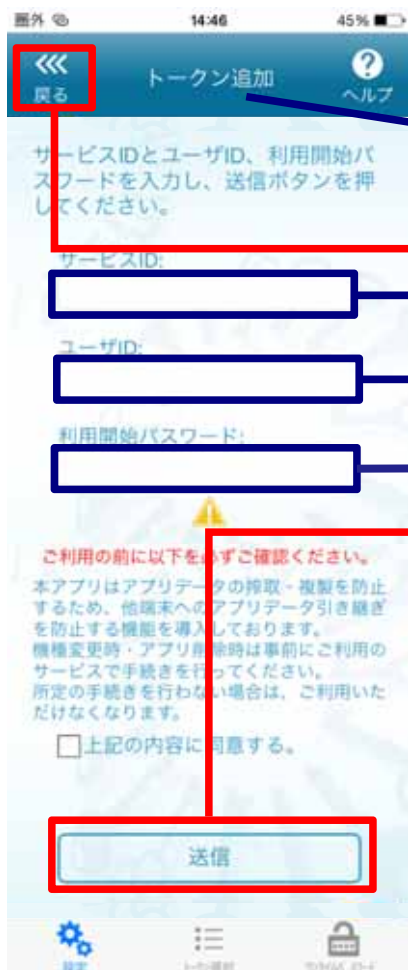 圏外 14:46 45%
戻る トークン追加 ヘルプ
サービスIDとユーザID、利用開始パ
スワードを入力し、送信ボタンを押
してください。
サービスID:
ユーザID:
利用開始パスワード:
ご利用の前に以下を必ずご確認ください。
本アプリはアプリデータの搾取・複製を防止
するため、他端末へのアプリデータ引き継ぎ
を防止する機能を導入しております。
機種変更時・アプリ削除時は事前にご利用の
サービスで手続きを行ってください。
所定の手続きを行わない場合は、ご利用いた
だけなくなります。
上記の内容に同意する。
送信
設定